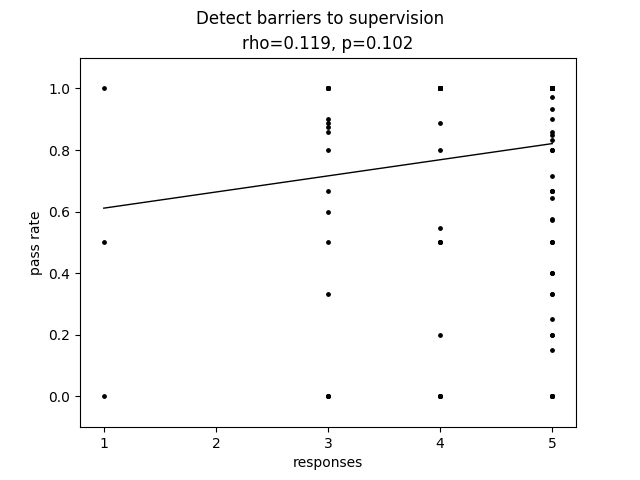 Detect barriers to supervision
rho=0.119, p=0.102
1.0
0.8
0.6
0.4
0.2
0.0
pass rate
1 2 3 4 5
responses